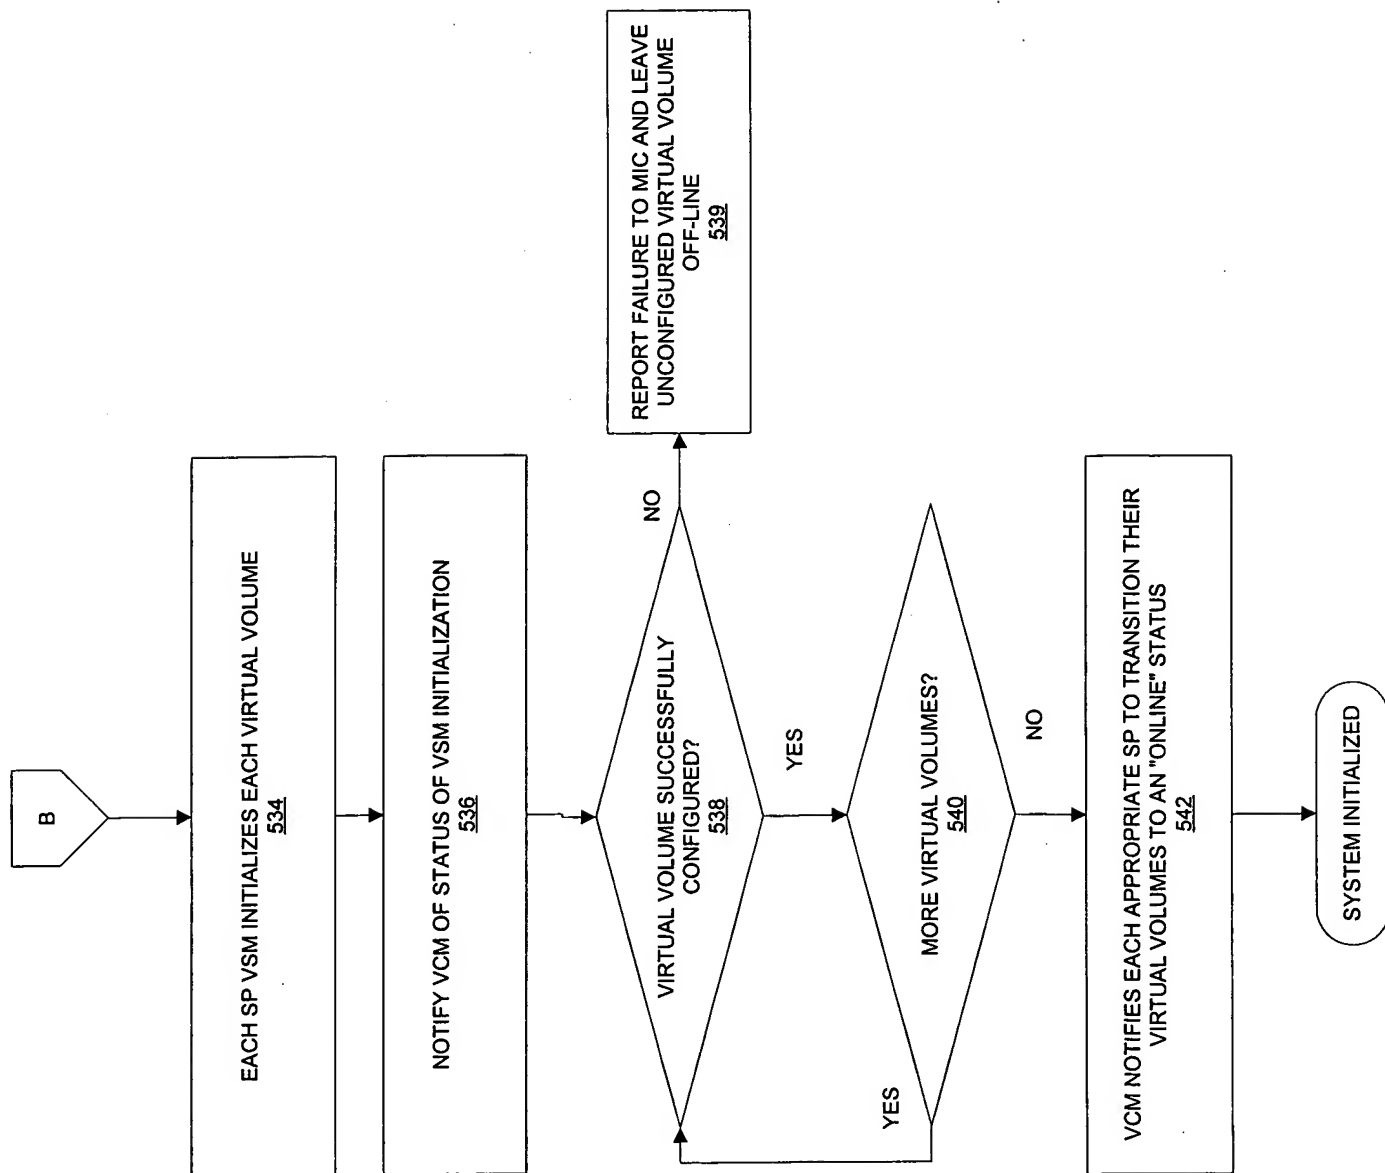 B
EACH SP VSM INITIALIZES EACH VIRTUAL VOLUME
534
NOTIFY VCM OF STATUS OF VSM INITIALIZATION
536
VIRTUAL VOLUME SUCCESSFULLY
CONFIGURED?
538
NO
REPORT FAILURE TO MIC AND LEAVE
UNCONFIGURED VIRTUAL VOLUME
OFF-LINE
539
YES
MORE VIRTUAL VOLUMES?
540
YES
NO
VCM NOTIFIES EACH APPROPRIATE SP TO TRANSITION THEIR
VIRTUAL VOLUMES TO AN "ONLINE" STATUS
542
SYSTEM INITIALIZED